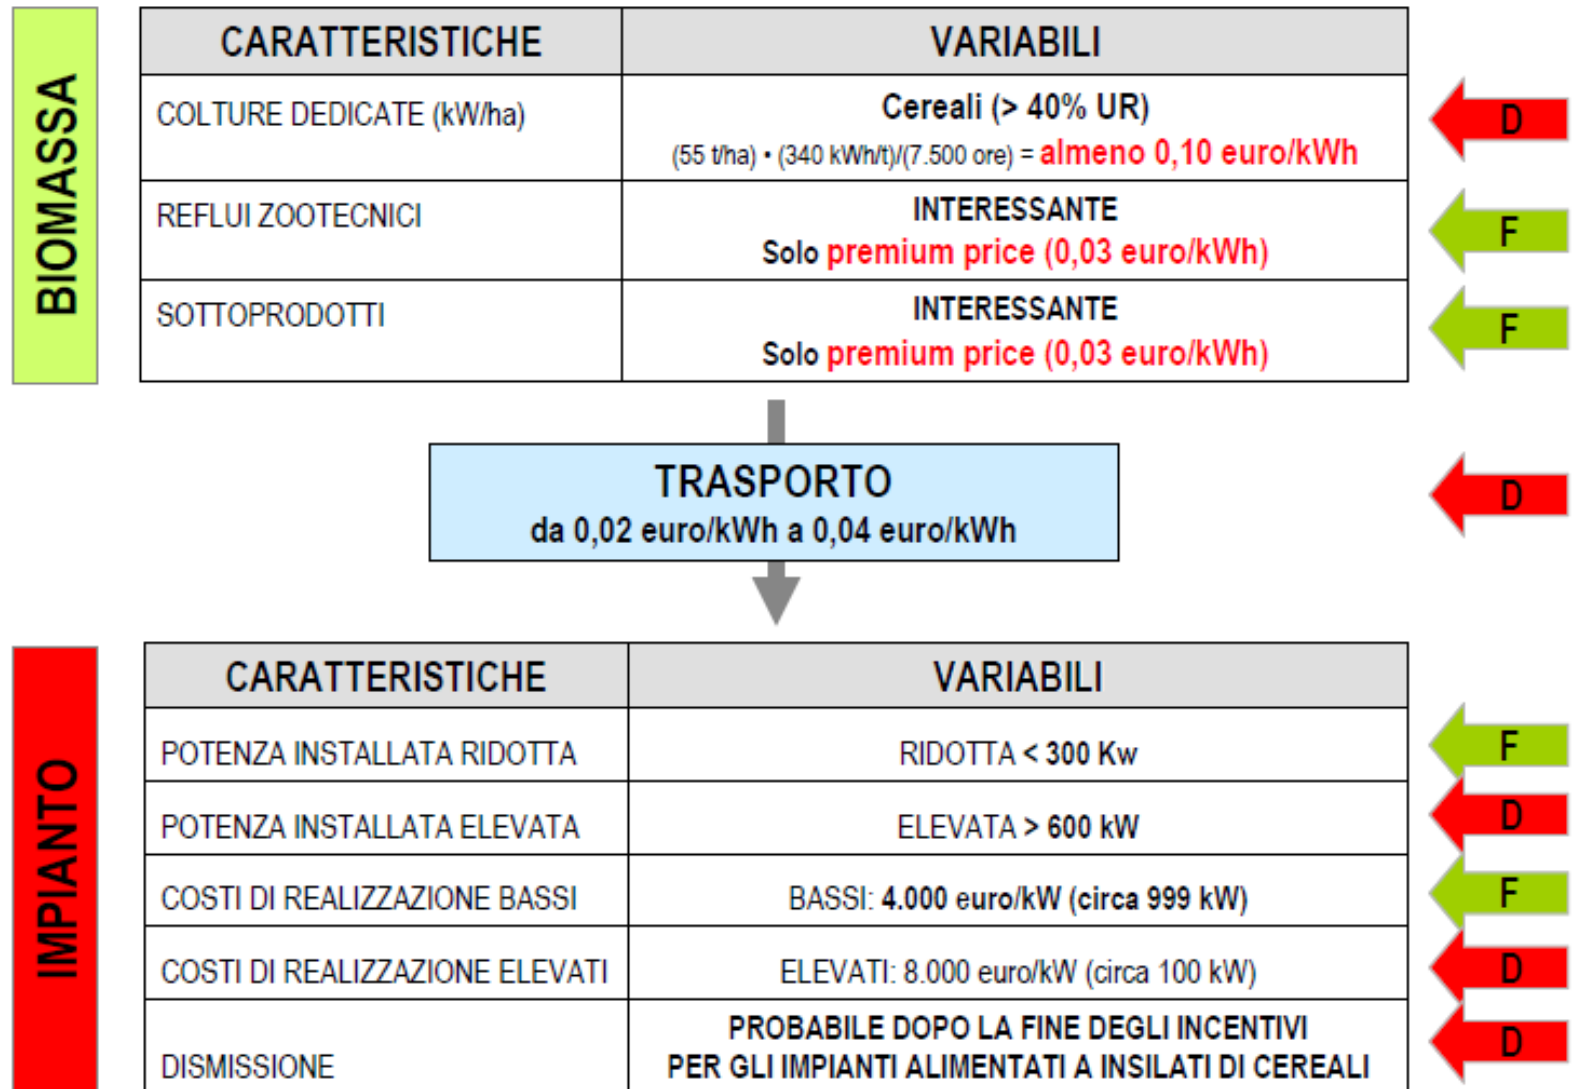 BIOMASSA
CARATTERISTICHE VARIABILI
COLTURE DEDICATE (kW/ha) Cereali (> 40% UR)
(55 t/ha) • (340 kWh/t)/(7.500 ore) = almeno 0,10 euro/kWh
D
REFLUI ZOOTECNICI INTERESSANTE
Solo premium price (0,03 euro/kWh)
F
SOTTOPRODOTTI INTERESSANTE
Solo premium price (0,03 euro/kWh)
F
TRASPORTO
da 0,02 euro/kWh a 0,04 euro/kWh
D
IMPIANTO
CARATTERISTICHE VARIABILI
POTENZA INSTALLATA RIDOTTA RIDOTTA < 300 Kw F
POTENZA INSTALLATA ELEVATA ELEVATA > 600 kW D
COSTI DI REALIZZAZIONE BASSI BASSI: 4.000 euro/kW (circa 999 kW) F
COSTI DI REALIZZAZIONE ELEVATI ELEVATI: 8.000 euro/kW (circa 100 kW) D
DISMISSIONE PROBABILE DOPO LA FINE DEGLI INCENTIVI
PER GLI IMPIANTI ALIMENTATI A INSILATI DI CEREALI
D